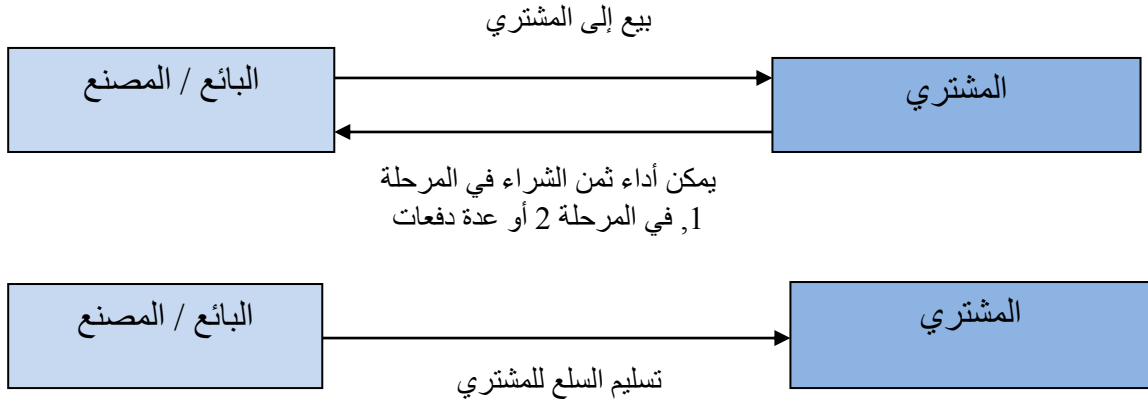 بيع إلى المشتري
البائع / المصنع
المشتري
يمكن أداء ثمن الشراء في المرحلة
1, في المرحلة 2 أو عدة دفعات
البائع / المصنع
المشتري
تسليم السلع للمشتري